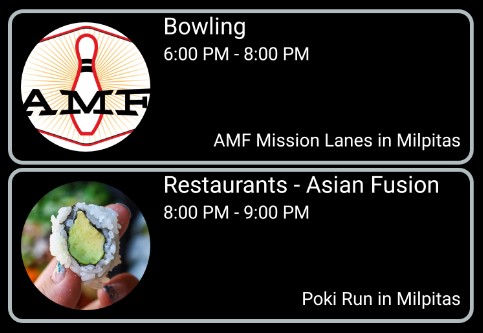 Bowling
6:00 PM - 8:00 PM
AMF
AMF Mission Lanes in Milpitas
Restaurants - Asian Fusion
8:00 PM - 9:00 PM
Poki Run in Milpitas